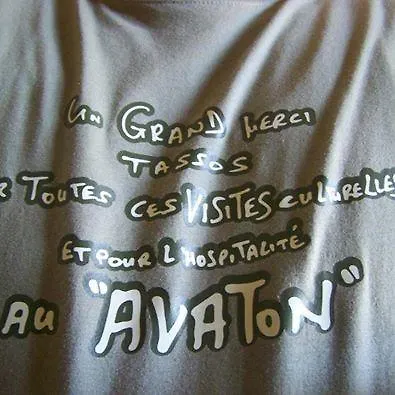 Un GRAND MERCI
TASSOS
R TOUTES CES VISITES CULTURELLES
ET POUR L'HOSPITALITÉ
AU "AVATON"